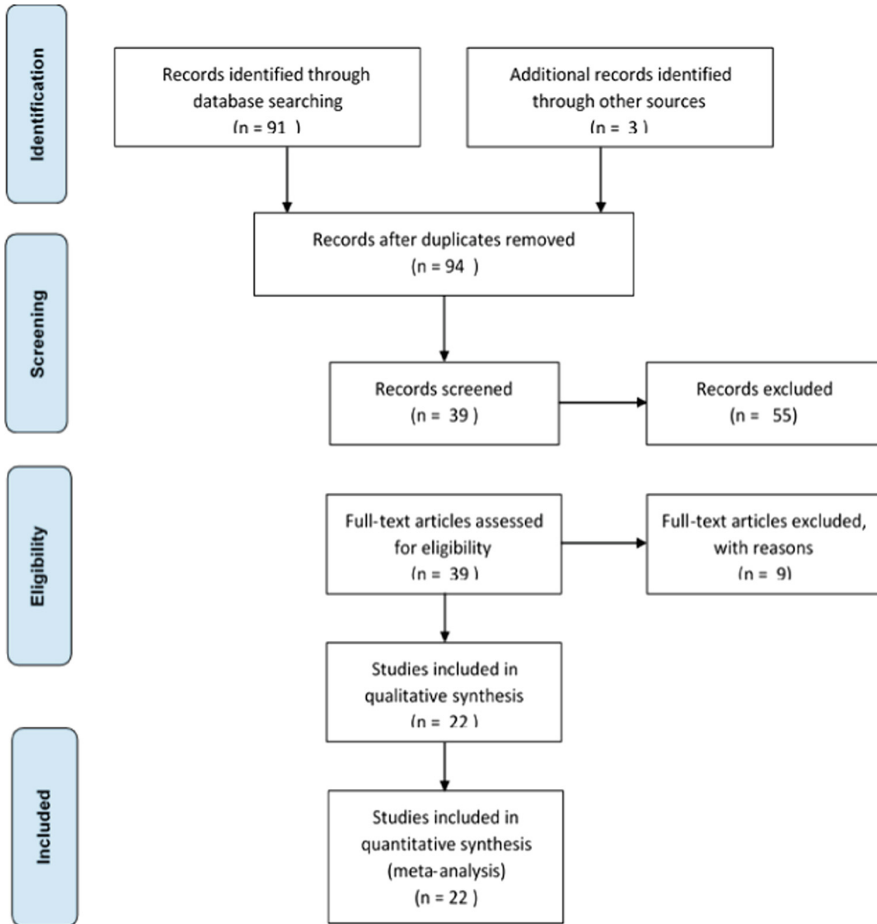 Identification
Records identified through
database searching
(n = 91 )
Additional records identified
through other sources
(n = 3 )
Screening
Records after duplicates removed
(n = 94 )
Records screened
(n = 39 )
Records excluded
(n = 55)
Eligibility
Full-text articles assessed
for eligibility
(n = 39 )
Full-text articles excluded,
with reasons
(n = 9)
Studies included in
qualitative synthesis
(n = 22 )
Included
Studies included in
quantitative synthesis
(meta-analysis)
(n = 22 )